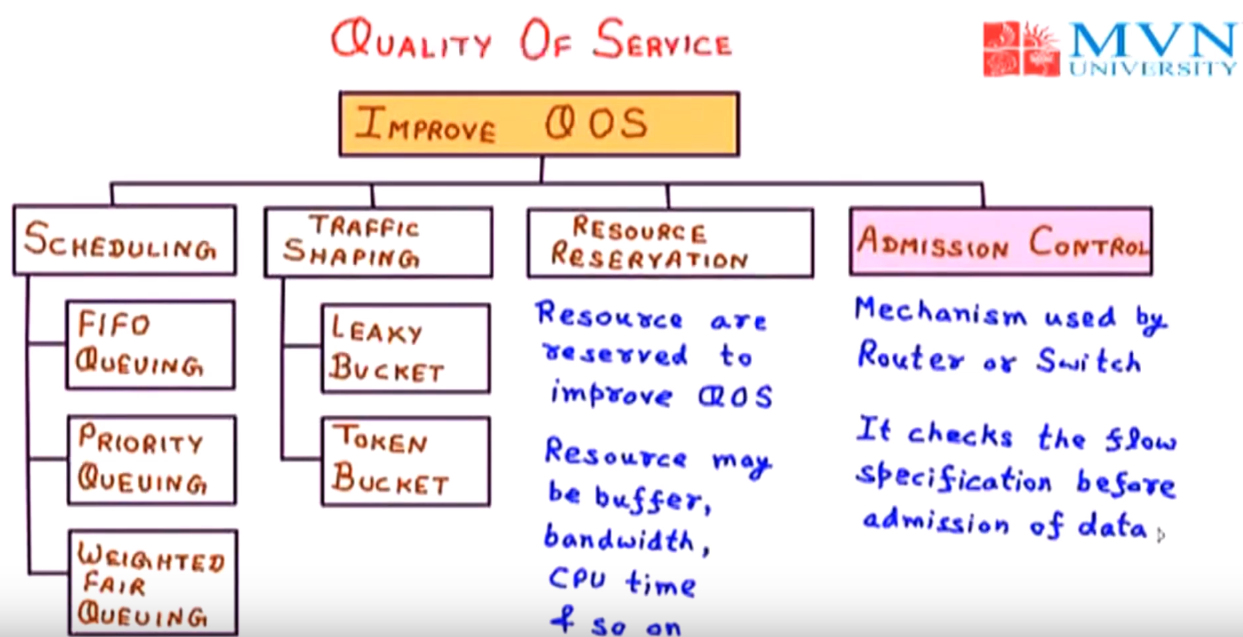 QUALITY OF SERVICE
MVN
UNIVERSITY
IMPROVE QOS
SCHEDULING
FIFO
QUEUING
PRIORITY
QUEUING
WEIGHTED
FAIR
QUEUING
TRAFFIC
SHAPING
LEAKY
BUCKET
TOKEN
BUCKET
RESOURCE
RESERVATION
Resource are
reserved to
improve QOS
Resource may
be buffer,
bandwidth,
CPU time
& so on
ADMISSION CONTROL
Mechanism used by
Router or Switch
It checks the flow
specification before
admission of data